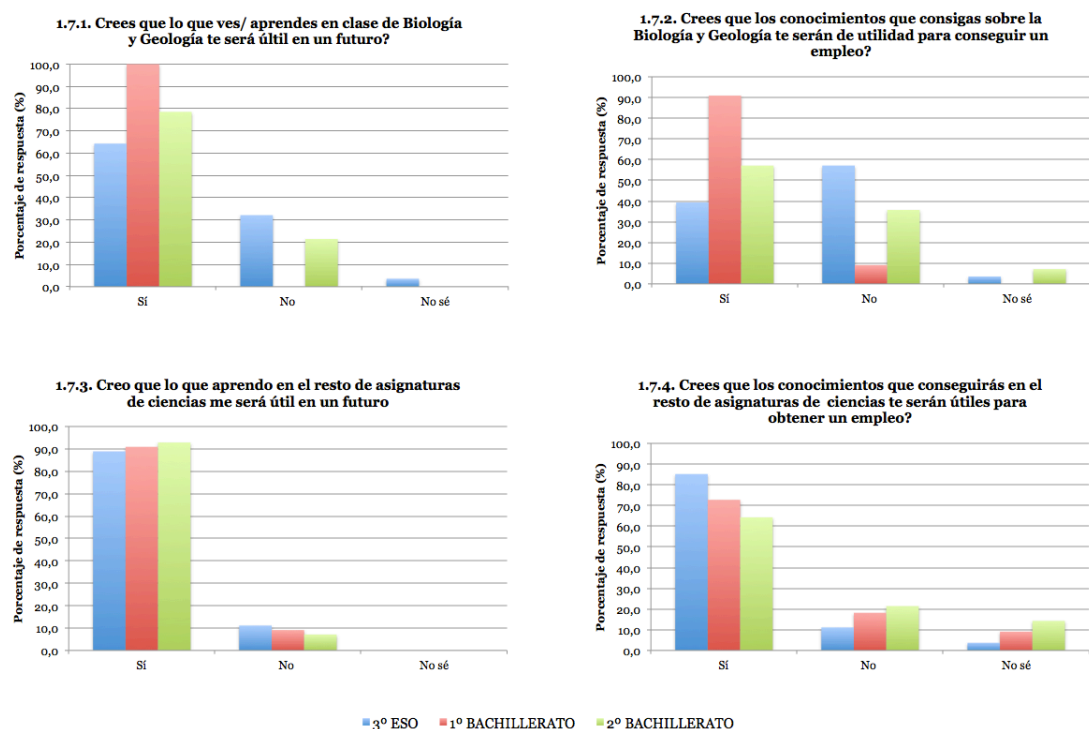 1.7.1. Crees que lo que ves/ aprendes en clase de Biología
y Geología te será últil en un futuro?
Porcentaje de respuesta (%)
100,0
90,0
80,0
70,0
60,0
50,0
40,0
30,0
20,0
10,0
0,0
Sí No No sé
1.7.2. Crees que los conocimientos que consigas sobre la
Biología y Geología te serán de utilidad para conseguir un
empleo?
Porcentaje de respuesta (%)
100,0
90,0
80,0
70,0
60,0
50,0
40,0
30,0
20,0
10,0
0,0
Sí No No sé
1.7.3. Creo que lo que aprendo en el resto de asignaturas
de ciencias me será útil en un futuro
Porcentaje de respuesta (%)
100,0
90,0
80,0
70,0
60,0
50,0
40,0
30,0
20,0
10,0
0,0
Sí No No sé
1.7.4. Crees que los conocimientos que conseguirás en el
resto de asignaturas de ciencias te serán útiles para
obtener un empleo?
Porcentaje de respuesta (%)
100,0
90,0
80,0
70,0
60,0
50,0
40,0
30,0
20,0
10,0
0,0
Sí No No sé
3º ESO 1º BACHILLERATO 2º BACHILLERATO